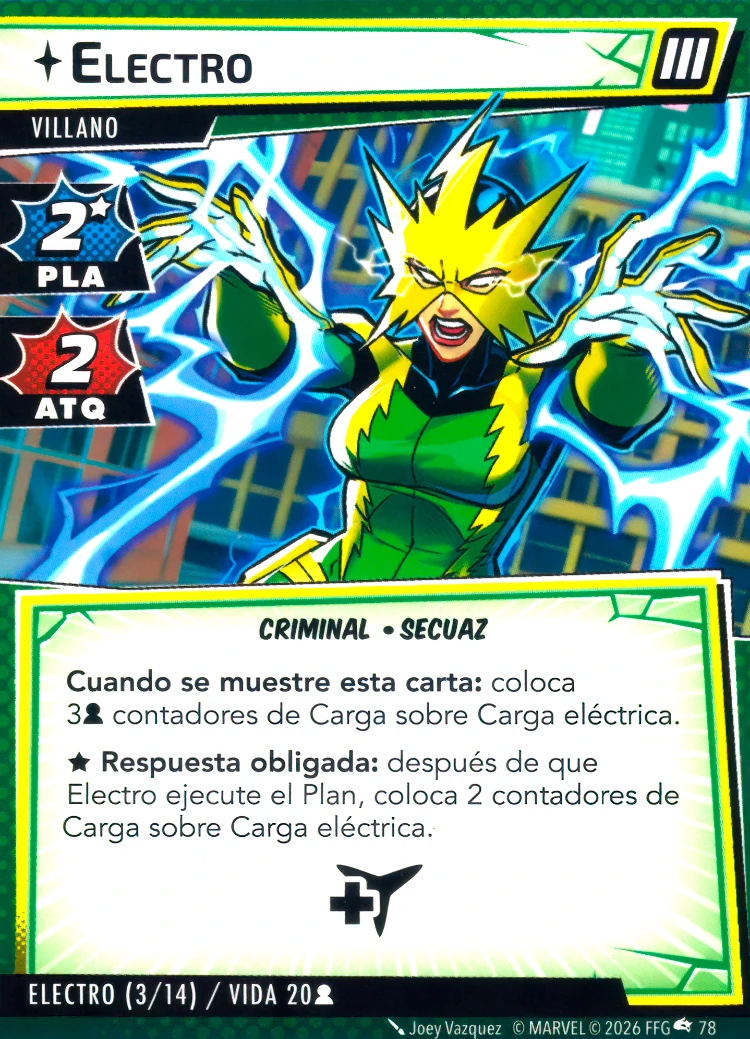 ELECTRO
III
VILLANO
2
PLA
2
ATQ
CRIMINAL • SECUAZ
Cuando se muestre esta carta: coloca
3 contadores de Carga sobre Carga eléctrica.
★ Respuesta obligada: después de que
Electro ejecute el Plan, coloca 2 contadores de
Carga sobre Carga eléctrica.
ELECTRO (3/14) / VIDA 20
Joey Vazquez © MARVEL © 2026 FFG 78